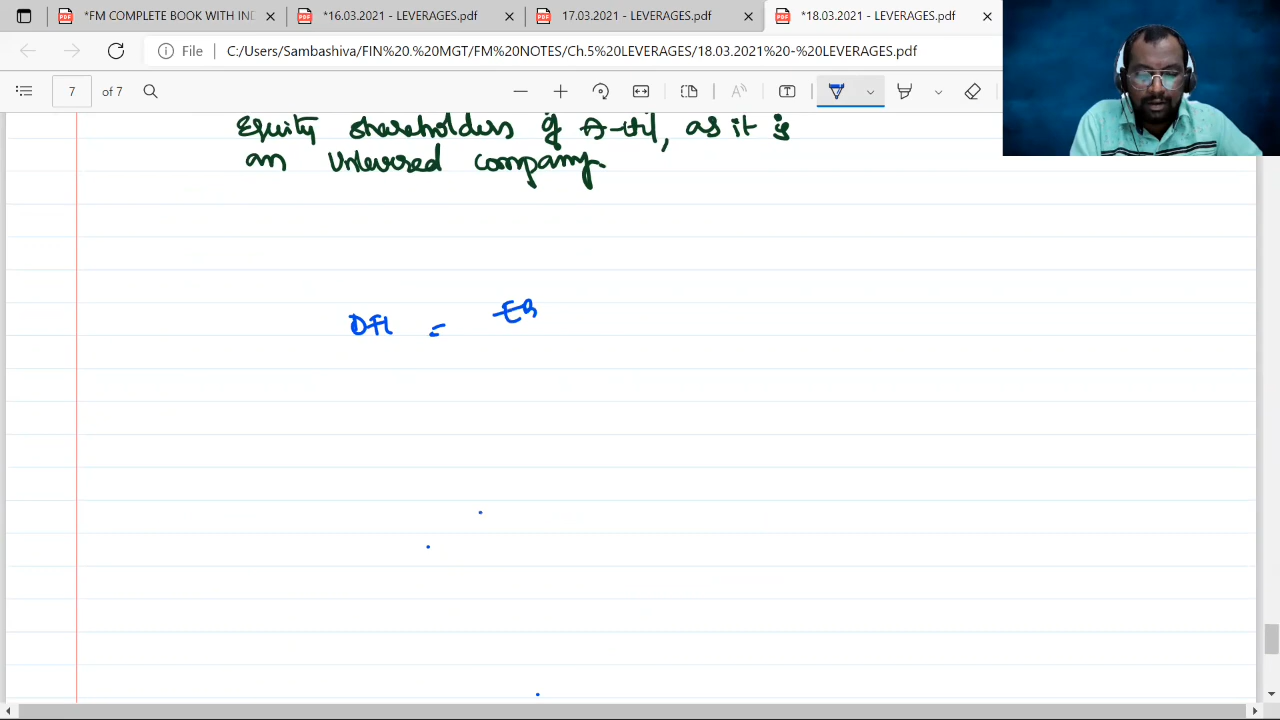 *FM COMPLETE BOOK WITH IND
*16.03.2021 - LEVERAGES.pdf
17.03.2021 - LEVERAGES.pdf
*18.03.2021 - LEVERAGES.pdf
File
C:/Users/Sambashiva/FIN%20.%20MGT/FM%20NOTES/Ch.5%20LEVERAGES/18.03.2021%20-%20LEVERAGES.pdf
7 of 7
Equity shareholders of A-Ltd, as it is
an Unlevered company
DFL = EB